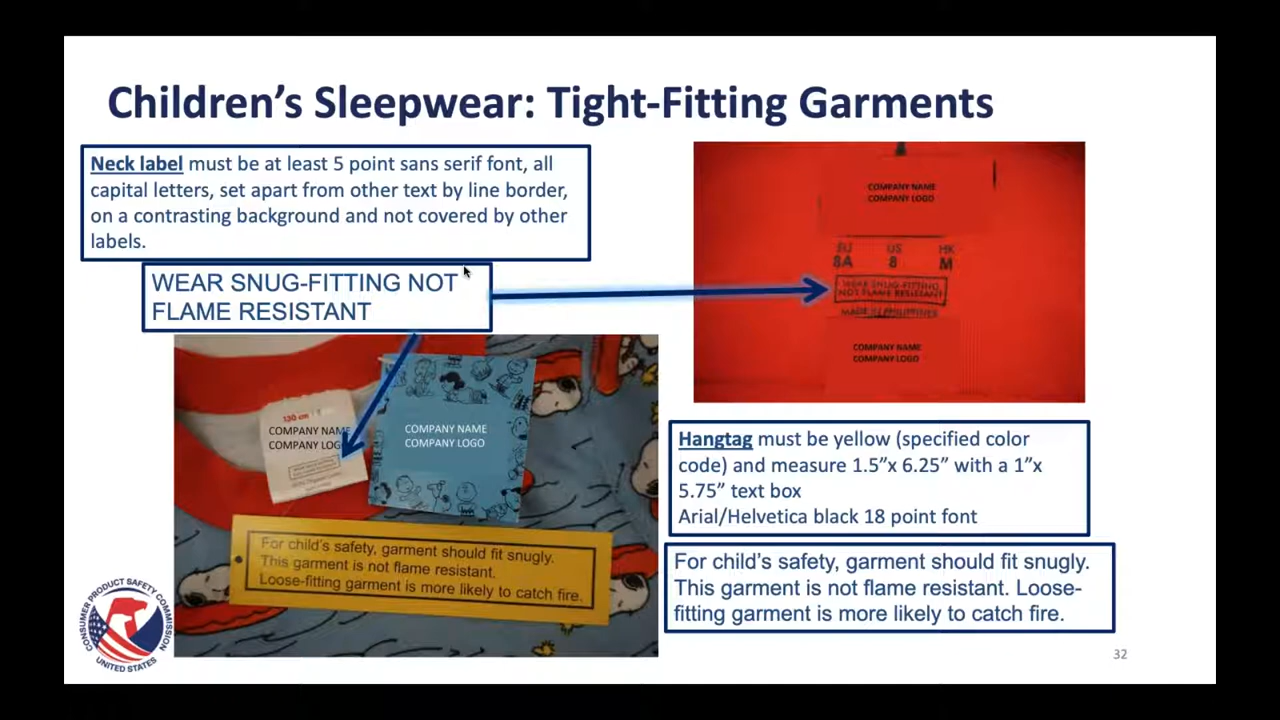 Children's Sleepwear: Tight-Fitting Garments
Neck label must be at least 5 point sans serif font, all
capital letters, set apart from other text by line border,
on a contrasting background and not covered by other
labels.
WEAR SNUG-FITTING NOT
FLAME RESISTANT
COMPANY NAME
COMPANY LOGO
EU US HK
8A 8 M
WEAR SNUG-FITTING
NOT FLAME RESISTANT
MADE IN PHILIPPINES
COMPANY NAME
COMPANY LOGO
130 cm
COMPANY NAME
COMPANY LOGO
COMPANY NAME
COMPANY LOGO
For child's safety, garment should fit snugly.
This garment is not flame resistant.
Loose-fitting garment is more likely to catch fire.
Hangtag must be yellow (specified color
code) and measure 1.5”x 6.25” with a 1”x
5.75” text box
Arial/Helvetica black 18 point font
For child's safety, garment should fit snugly.
This garment is not flame resistant. Loose-
fitting garment is more likely to catch fire.
CONSUMER PRODUCT SAFETY COMMISSION
UNITED STATES
32